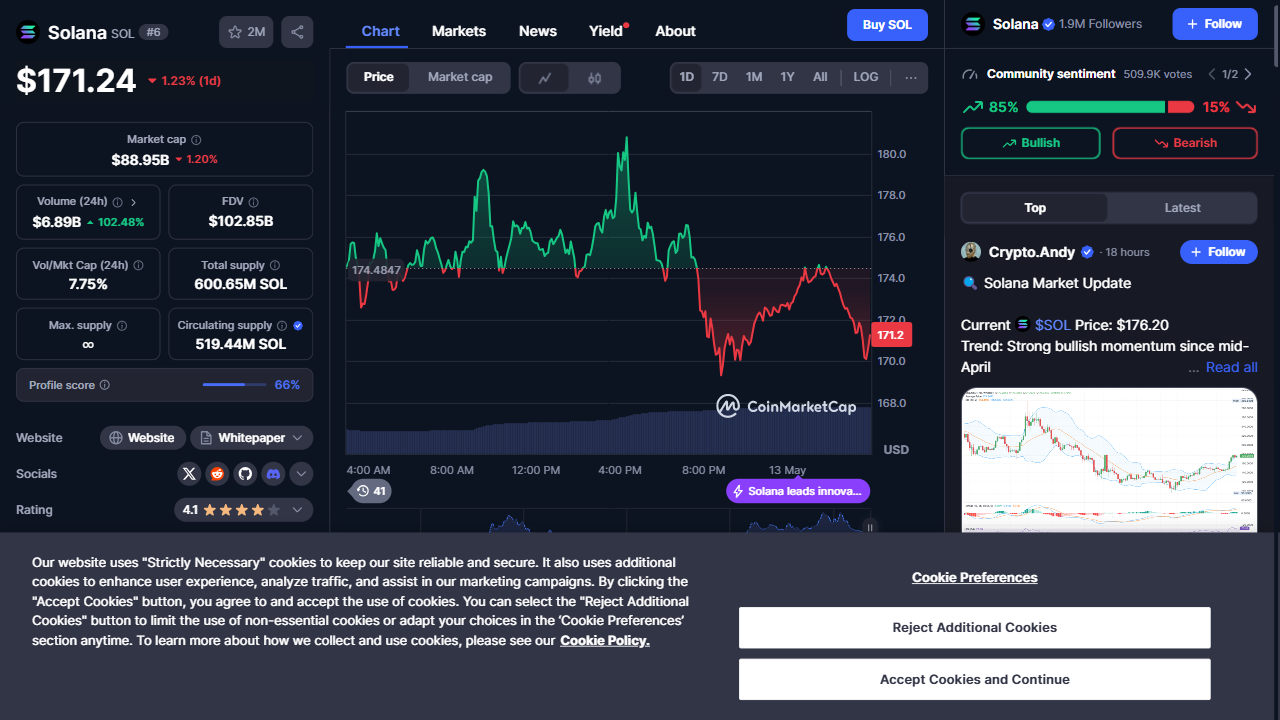 Solana SOL #6
2M
$171.24 1.23% (1d)
Market cap
$88.95B 1.20%
Volume (24h)
$6.89B 102.48%
FDV
$102.85B
Vol/Mkt Cap (24h)
7.75%
Total supply
600.65M SOL
Max. supply
∞
Circulating supply
519.44M SOL
Profile score
66%
Website
Website
Whitepaper
Socials
Rating
4.1
Chart
Markets
News
Yield
About
Buy SOL
Price
Market cap
1D
7D
1M
1Y
All
LOG
...
180.0
178.0
176.0
174.0
172.0
171.2
170.0
168.0
USD
174.4847
CoinMarketCap
4:00 AM
8:00 AM
12:00 PM
4:00 PM
8:00 PM
13 May
41
Solana leads innova...
Solana 1.9M Followers
+ Follow
Community sentiment 509.9K votes
1/2
85%
15%
Bullish
Bearish
Top
Latest
Crypto.Andy · 18 hours
+ Follow
Solana Market Update
Current $SOL Price: $176.20
Trend: Strong bullish momentum since mid-
April
... Read all
Our website uses "Strictly Necessary" cookies to keep our site reliable and secure. It also uses additional
cookies to enhance user experience, analyze traffic, and assist in our marketing campaigns. By clicking the
"Accept Cookies" button, you agree to and accept the use of cookies. You can select the "Reject Additional
Cookies" button to limit the use of non-essential cookies or adapt your choices in the ‘Cookie Preferences’
section anytime. To learn more about how we collect and use cookies, please see our Cookie Policy.
Cookie Preferences
Reject Additional Cookies
Accept Cookies and Continue